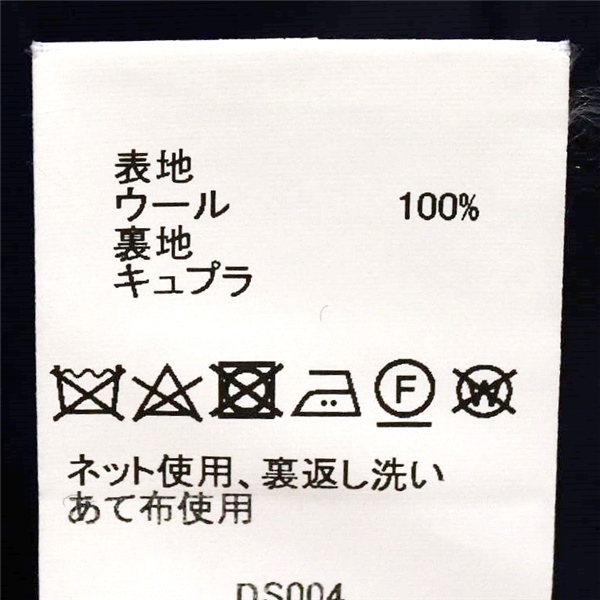 表地
ウール 100%
裏地
キュプラ
F
W
ネット使用、裏返し洗い
あて布使用
DS004